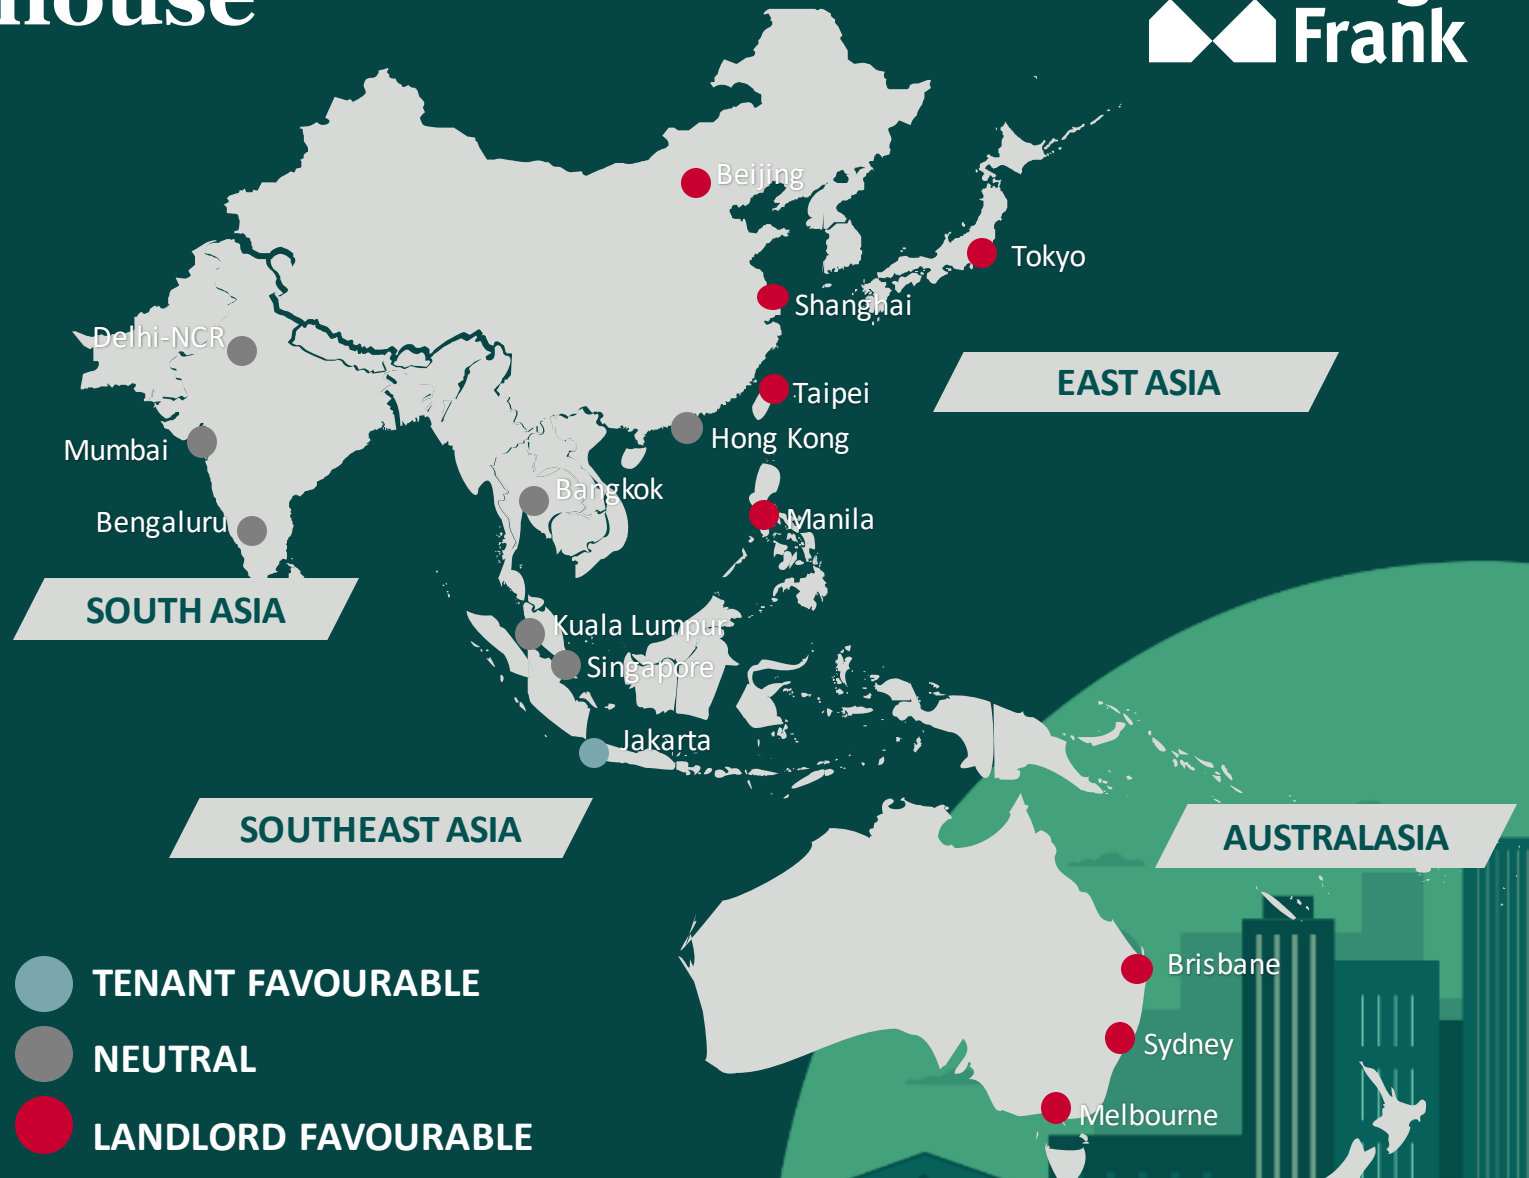 house
Frank
Beijing
Tokyo
Shanghai
Delhi-NCR
EAST ASIA
Taipei
Hong Kong
Mumbai
Bangkok
Manila
Bengaluru
SOUTH ASIA
Kuala Lumpur
Singapore
Jakarta
SOUTHEAST ASIA
AUSTRALASIA
Brisbane
TENANT FAVOURABLE
Sydney
NEUTRAL
Melbourne
LANDLORD FAVOURABLE